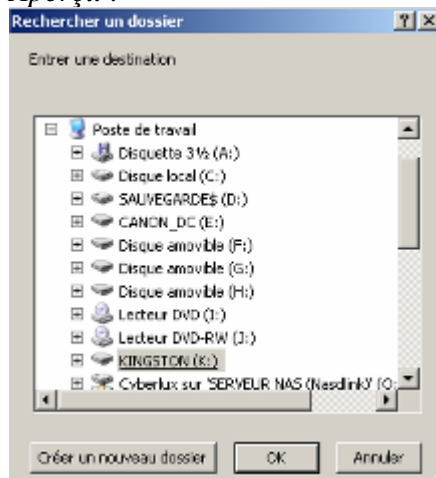 Aperçu :
Rechercher un dossier
Entrer une destination
Poste de travail
Disquette 3½ (A:)
Disque local (C:)
SAUVEGARDES (D:)
CANON_DC (E:)
Disque amovible (F:)
Disque amovible (G:)
Disque amovible (H:)
Lecteur DVD (I:)
Lecteur DVD-RW (J:)
KINGSTON (K:)
Cyberlux sur 'SERVEUR NAS (Nasdlink)' (O:
Créer un nouveau dossier OK Annuler